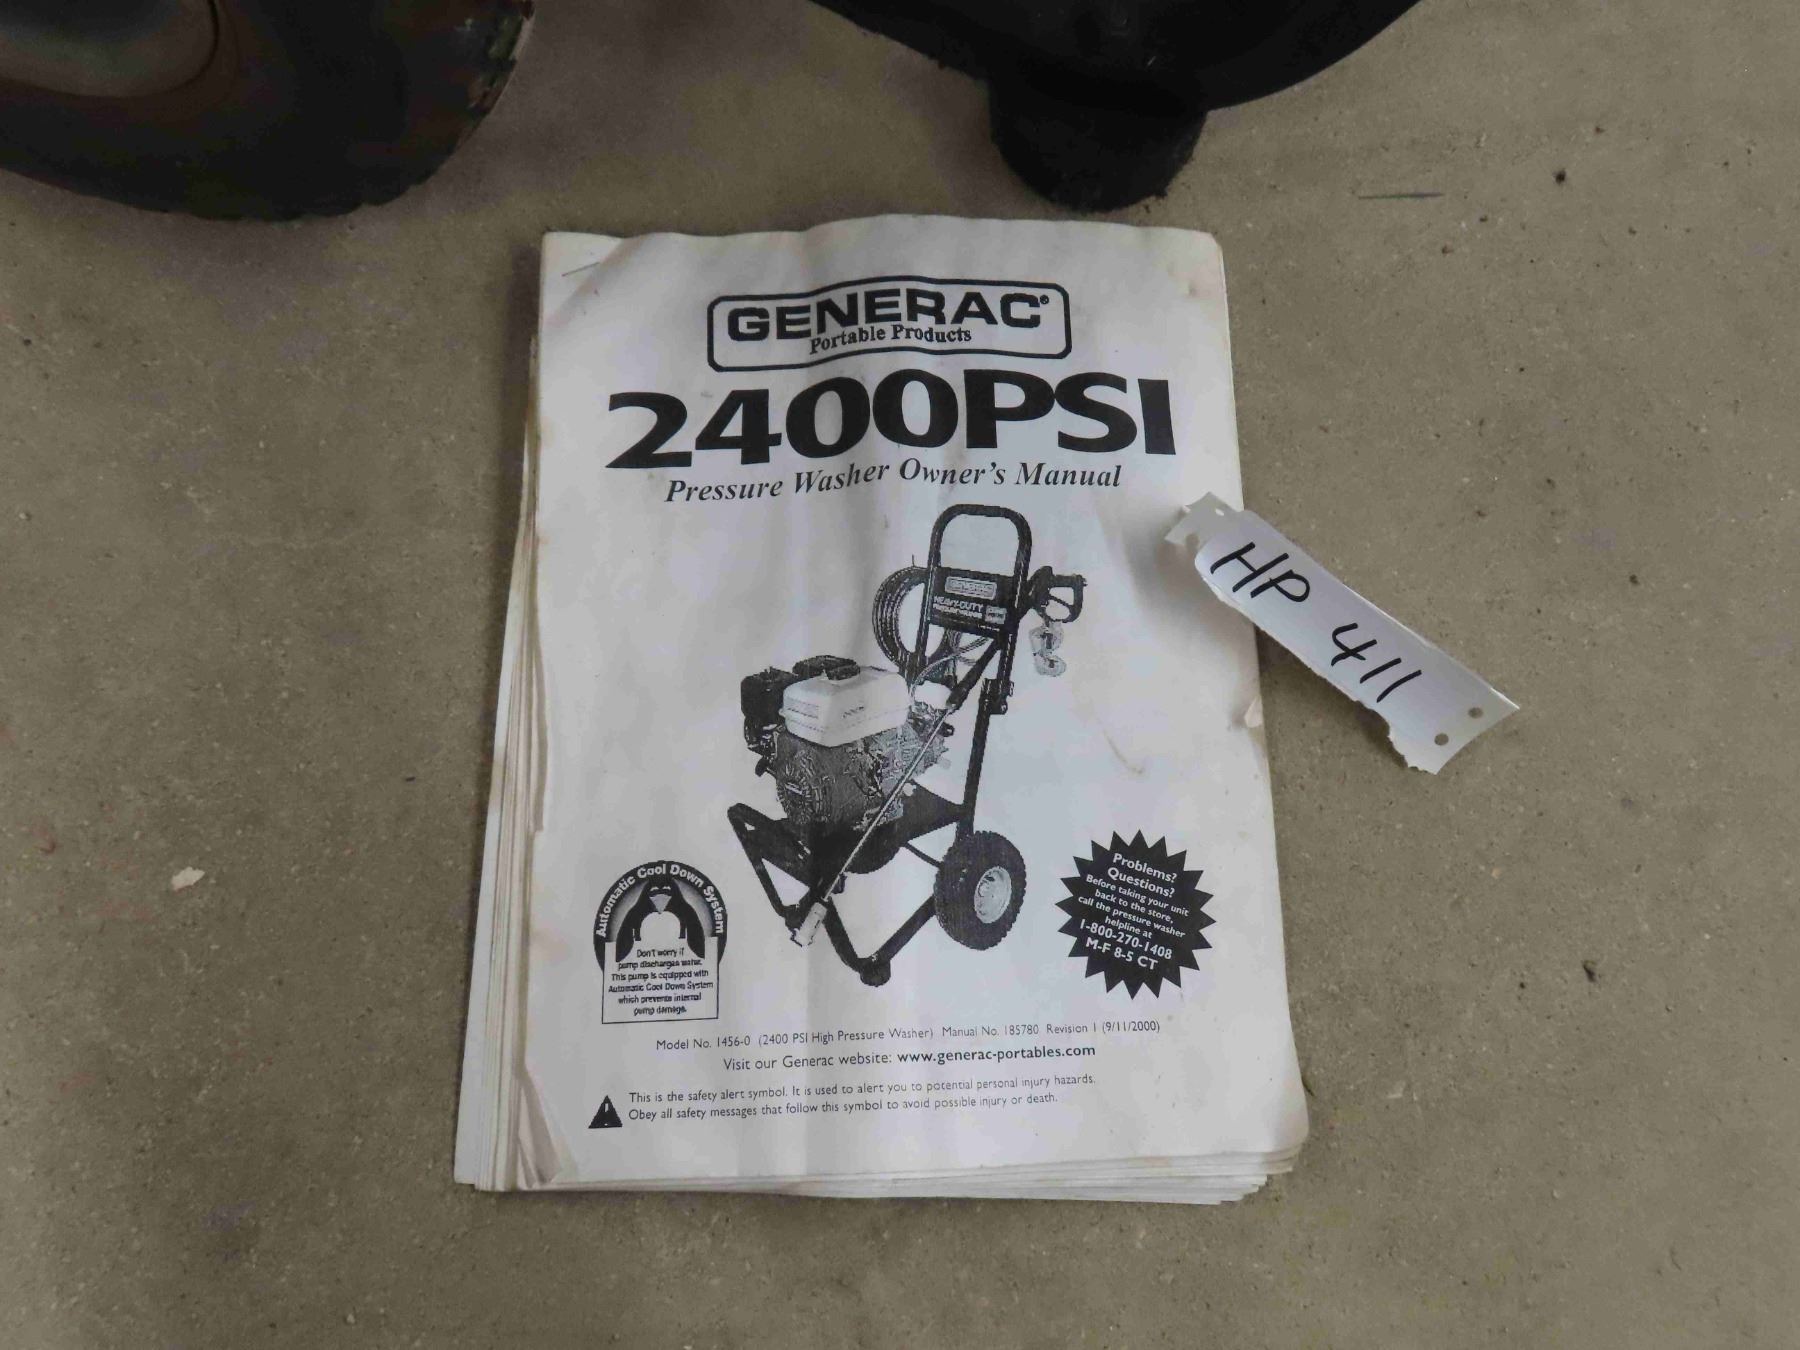 GENERAC®
Portable Products
2400PSI
Pressure Washer Owner's Manual
GENERAC
HEAVY-DUTY
HP 411
Automatic Cool Down System
Don't worry if
pump discharges water.
This pump is equipped with
Automatic Cool Down System
which prevents internal
pump damage.
Problems?
Questions?
Before taking your unit
back to the store,
call the pressure washer
helpline at
1-800-270-1408
M-F 8-5 CT
Model No. 1456-0 (2400 PSI High Pressure Washer) Manual No. 185780 Revision 1 (9/11/2000)
Visit our Generac website: www.generac-portables.com
This is the safety alert symbol. It is used to alert you to potential personal injury hazards.
Obey all safety messages that follow this symbol to avoid possible injury or death.